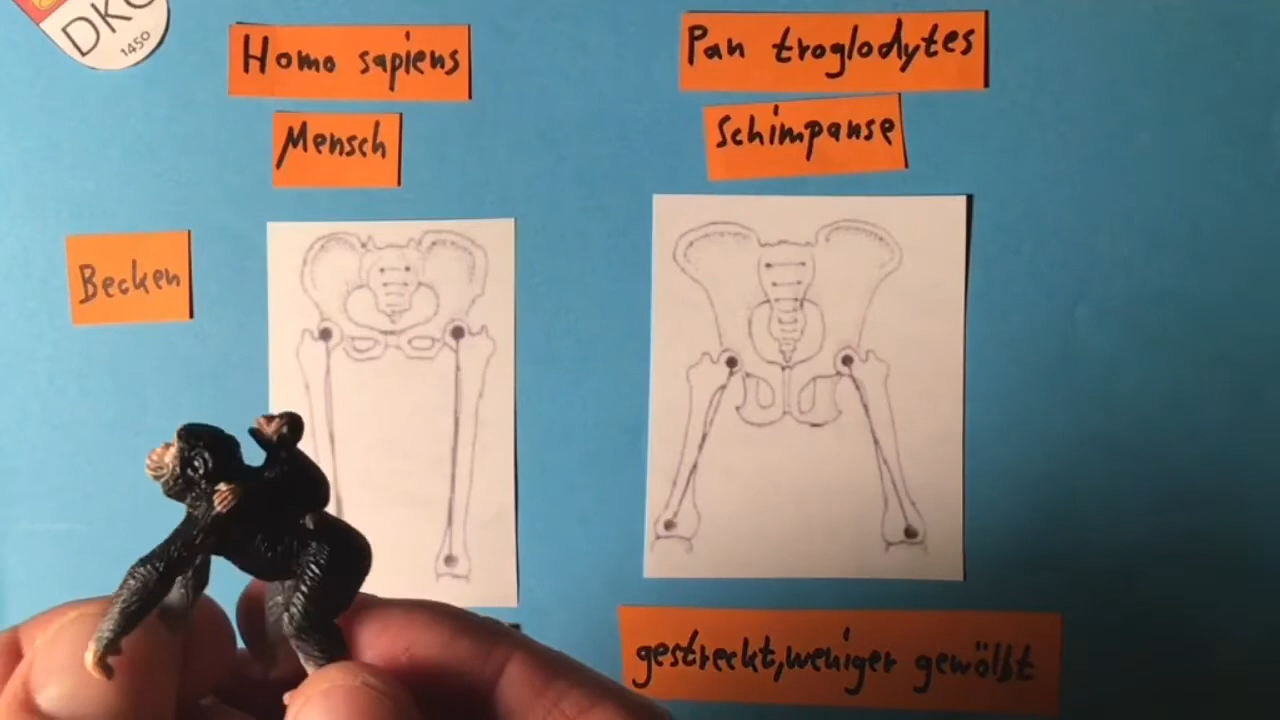 DKG
1450
Homo sapiens
Mensch
Pan troglodytes
Schimpanse
Becken
gestreckt, weniger gewölbt